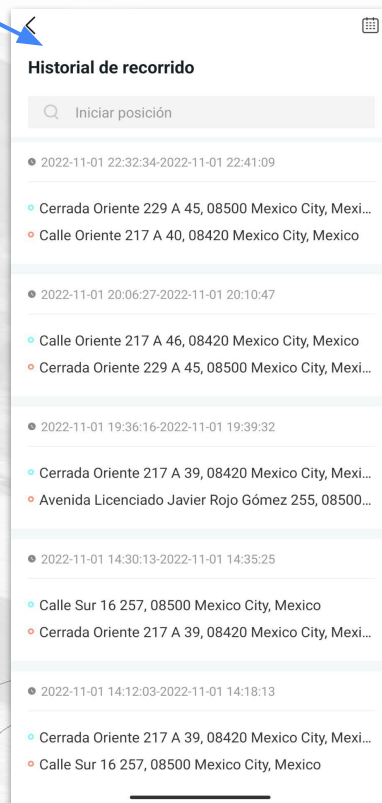 Historial de recorrido
Iniciar posición
2022-11-01 22:32:34-2022-11-01 22:41:09
Cerrada Oriente 229 A 45, 08500 Mexico City, Mexi...
Calle Oriente 217 A 40, 08420 Mexico City, Mexico
2022-11-01 20:06:27-2022-11-01 20:10:47
Calle Oriente 217 A 46, 08420 Mexico City, Mexico
Cerrada Oriente 229 A 45, 08500 Mexico City, Mexi...
2022-11-01 19:36:16-2022-11-01 19:39:32
Cerrada Oriente 217 A 39, 08420 Mexico City, Mexi...
Avenida Licenciado Javier Rojo Gómez 255, 08500...
2022-11-01 14:30:13-2022-11-01 14:35:25
Calle Sur 16 257, 08500 Mexico City, Mexico
Cerrada Oriente 217 A 39, 08420 Mexico City, Mexi...
2022-11-01 14:12:03-2022-11-01 14:18:13
Cerrada Oriente 217 A 39, 08420 Mexico City, Mexi...
Calle Sur 16 257, 08500 Mexico City, Mexico